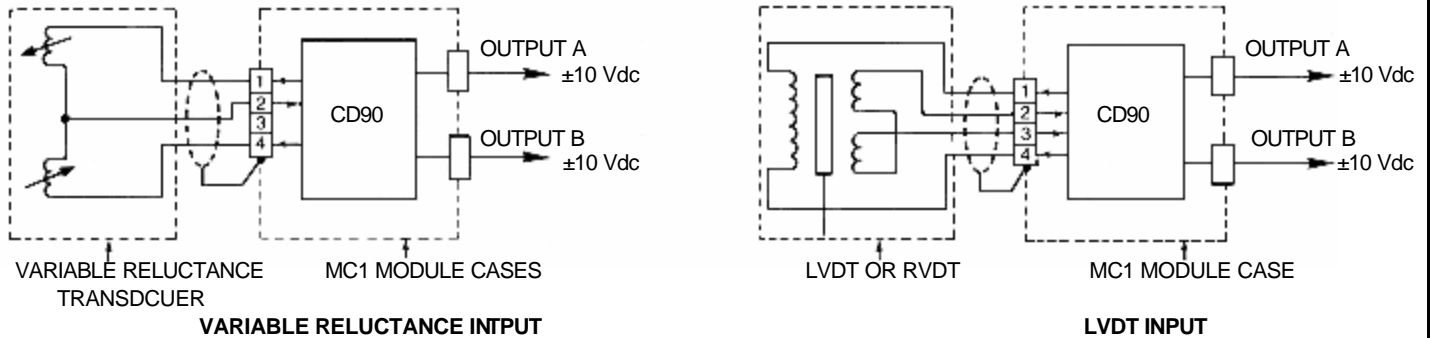 OUTPUT A
±10 Vdc
1
2
3
4
CD90
OUTPUT B
±10 Vdc
VARIABLE RELUCTANCE
TRANSDCUER
MC1 MODULE CASES
VARIABLE RELUCTANCE INTPUT
OUTPUT A
±10 Vdc
1
2
3
4
CD90
OUTPUT B
±10 Vdc
LVDT OR RVDT
MC1 MODULE CASE
LVDT INPUT